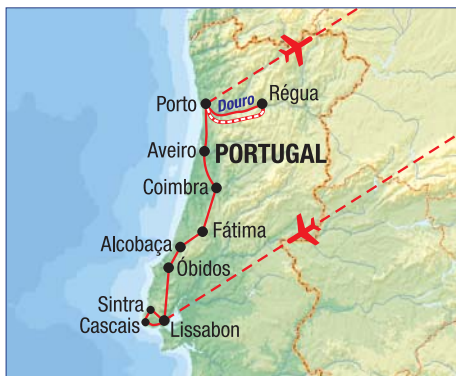 Porto
Douro
Régua
Aveiro
PORTUGAL
Coimbra
Fátima
Alcobaça
Óbidos
Sintra
Cascais
Lissabon